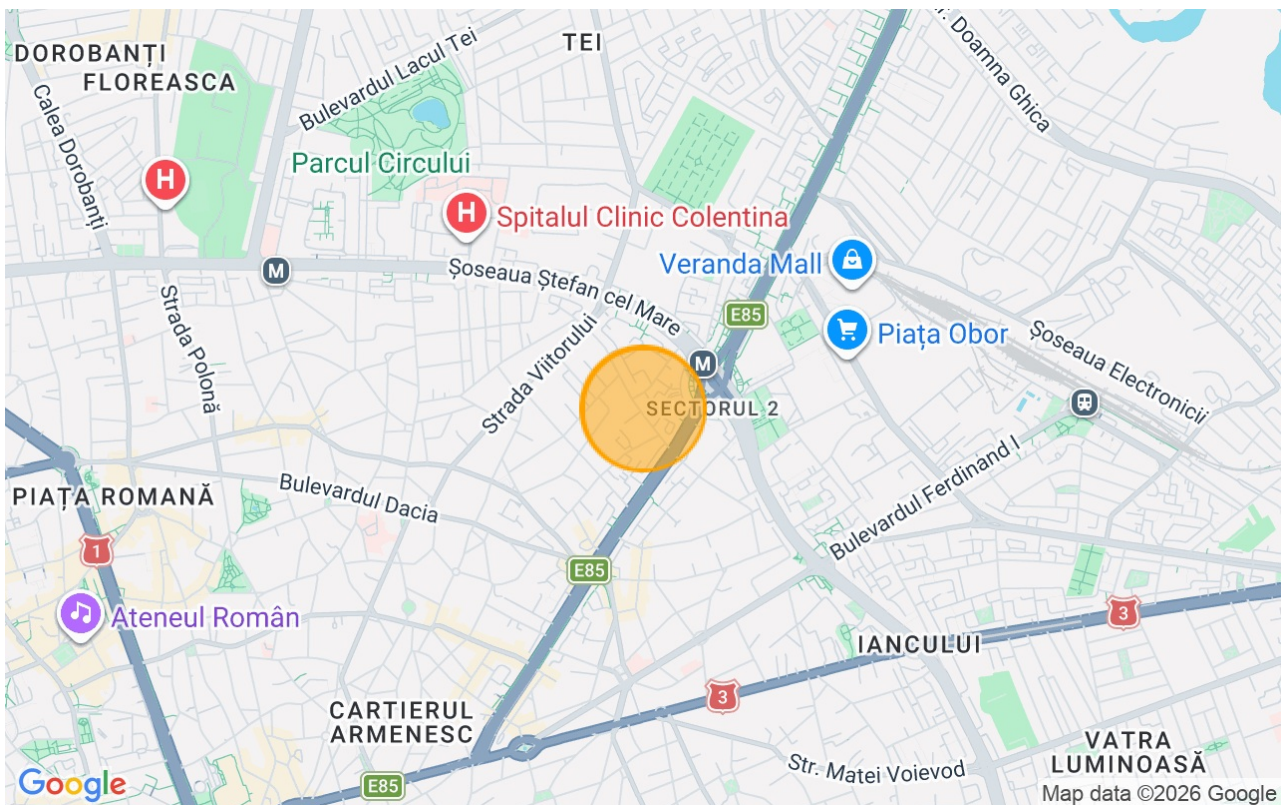 DOROBANȚI
FLOREASCA
TEI
Bulevardul Lacul Tei
Str. Doamna Ghica
Calea Dorobanți
Parcul Circului
H
H
Spitalul Clinic Colentina
M
Șoseaua Ștefan cel Mare
Veranda Mall
E85
Piața Obor
Șoseaua Electronicii
Strada Polonă
Strada Viitorului
M
SECTORUL 2
Bulevardul Ferdinand I
PIAȚA ROMANĂ
Bulevardul Dacia
1
E85
Ateneul Român
3
IANCULUI
3
CARTIERUL
ARMENESC
VATRA
LUMINOASĂ
Str. Matei Voievod
E85
Google
Map data ©2026 Google